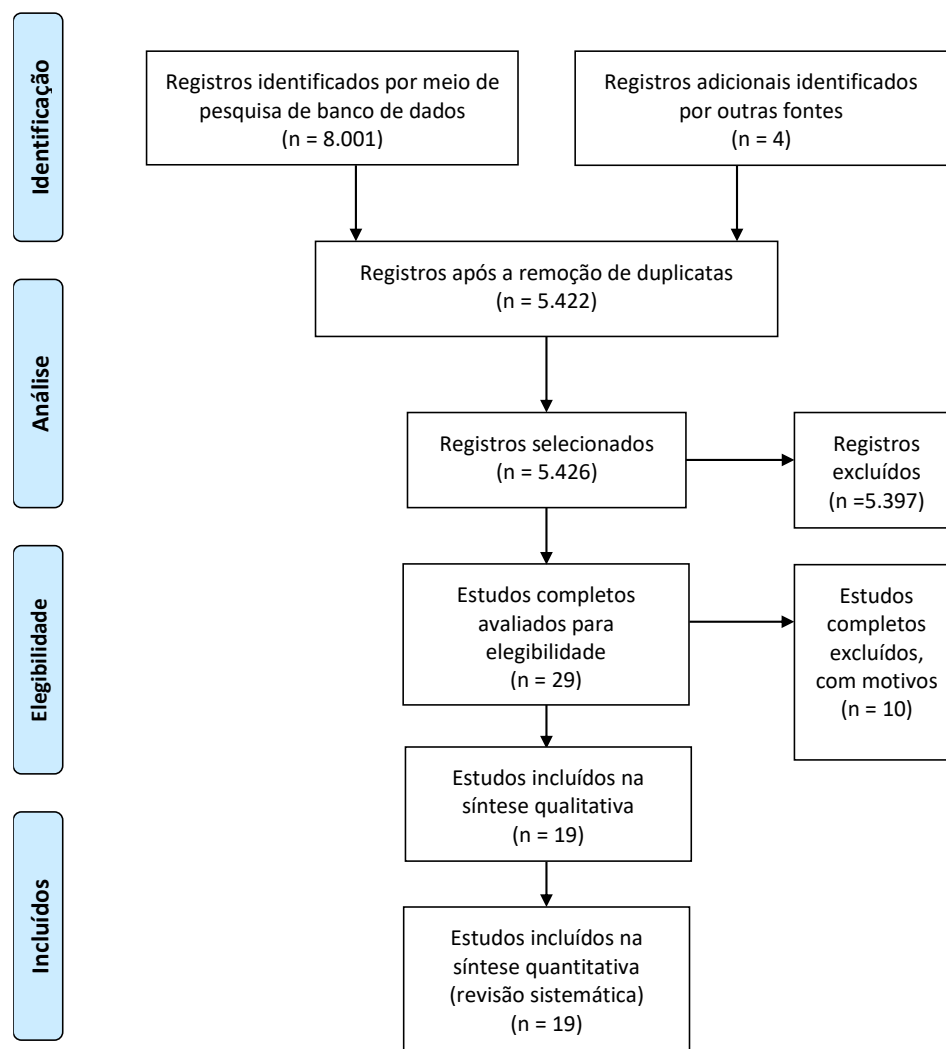 Identificação
Registros identificados por meio de
pesquisa de banco de dados
(n = 8.001)
Registros adicionais identificados
por outras fontes
(n = 4)
Registros após a remoção de duplicatas
(n = 5.422)
Análise
Registros selecionados
(n = 5.426)
Registros
excluídos
(n =5.397)
Elegibilidade
Estudos completos
avaliados para
elegibilidade
(n = 29)
Estudos
completos
excluídos,
com motivos
(n = 10)
Estudos incluídos na
síntese qualitativa
(n = 19)
Incluídos
Estudos incluídos na
síntese quantitativa
(revisão sistemática)
(n = 19)